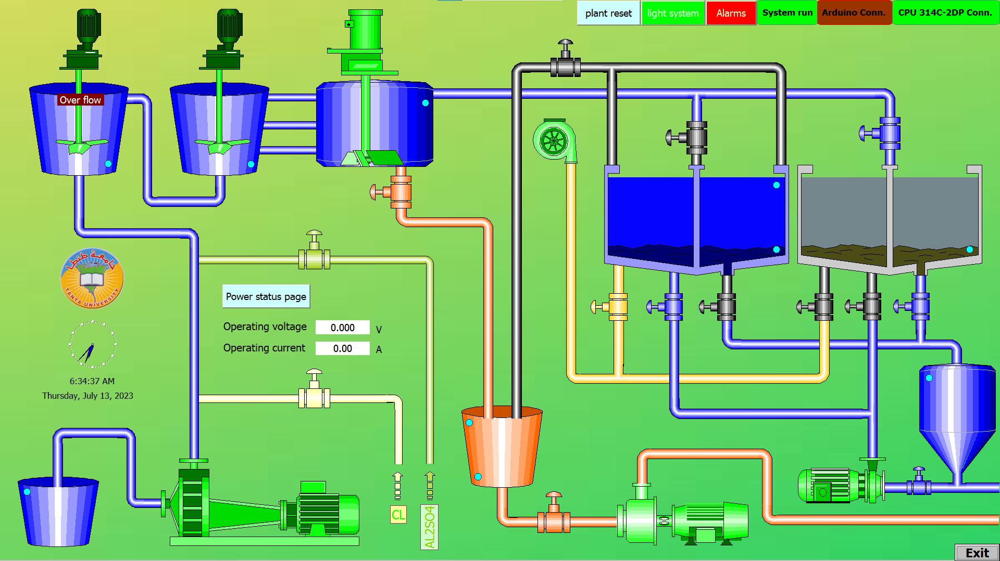 plant reset
light system
Alarms
System run
Arduino Conn.
CPU 314C-2DP Conn.
Over flow
جامعة طنطا
TANTA UNIVERSITY
Power status page
Operating voltage 0.000 V
Operating current 0.00 A
6:34:37 AM
Thursday, July 13, 2023
CL
AL2SO4
Exit